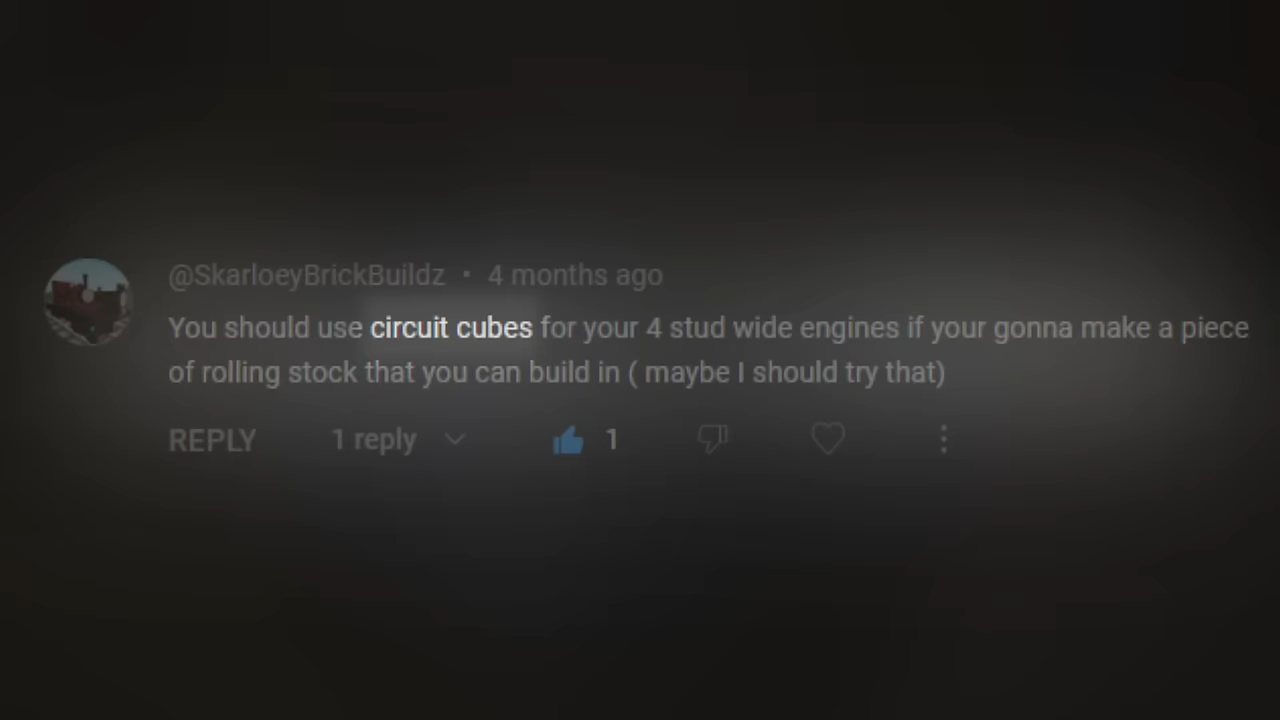 @SkarloeyBrickBuildz • 4 months ago
You should use circuit cubes for your 4 stud wide engines if your gonna make a piece
of rolling stock that you can build in ( maybe I should try that)
REPLY 1 reply 1